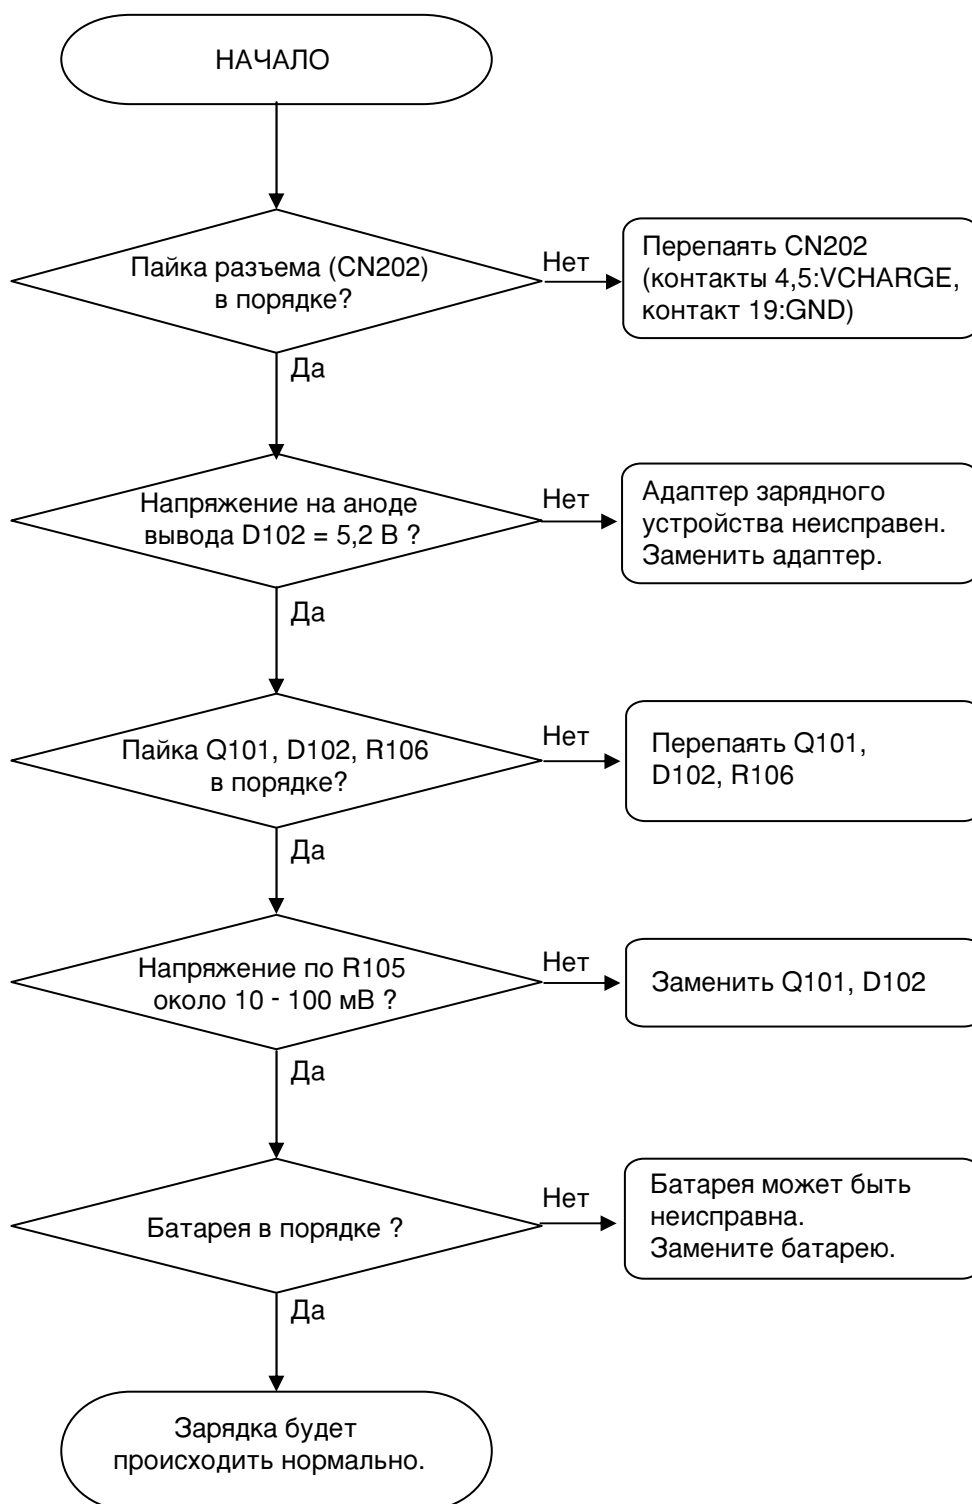 НАЧАЛО
Пайка разъема (CN202)
в порядке?
Нет
Перепаять CN202
(контакты 4,5:VCHARGE,
контакт 19:GND)
Да
Напряжение на аноде
вывода D102 = 5,2 В ?
Нет
Адаптер зарядного
устройства неисправен.
Заменить адаптер.
Да
Пайка Q101, D102, R106
в порядке?
Нет
Перепаять Q101,
D102, R106
Да
Напряжение по R105
около 10 - 100 мВ ?
Нет
Заменить Q101, D102
Да
Батарея в порядке ?
Нет
Батарея может быть
неисправна.
Замените батарею.
Да
Зарядка будет
происходить нормально.